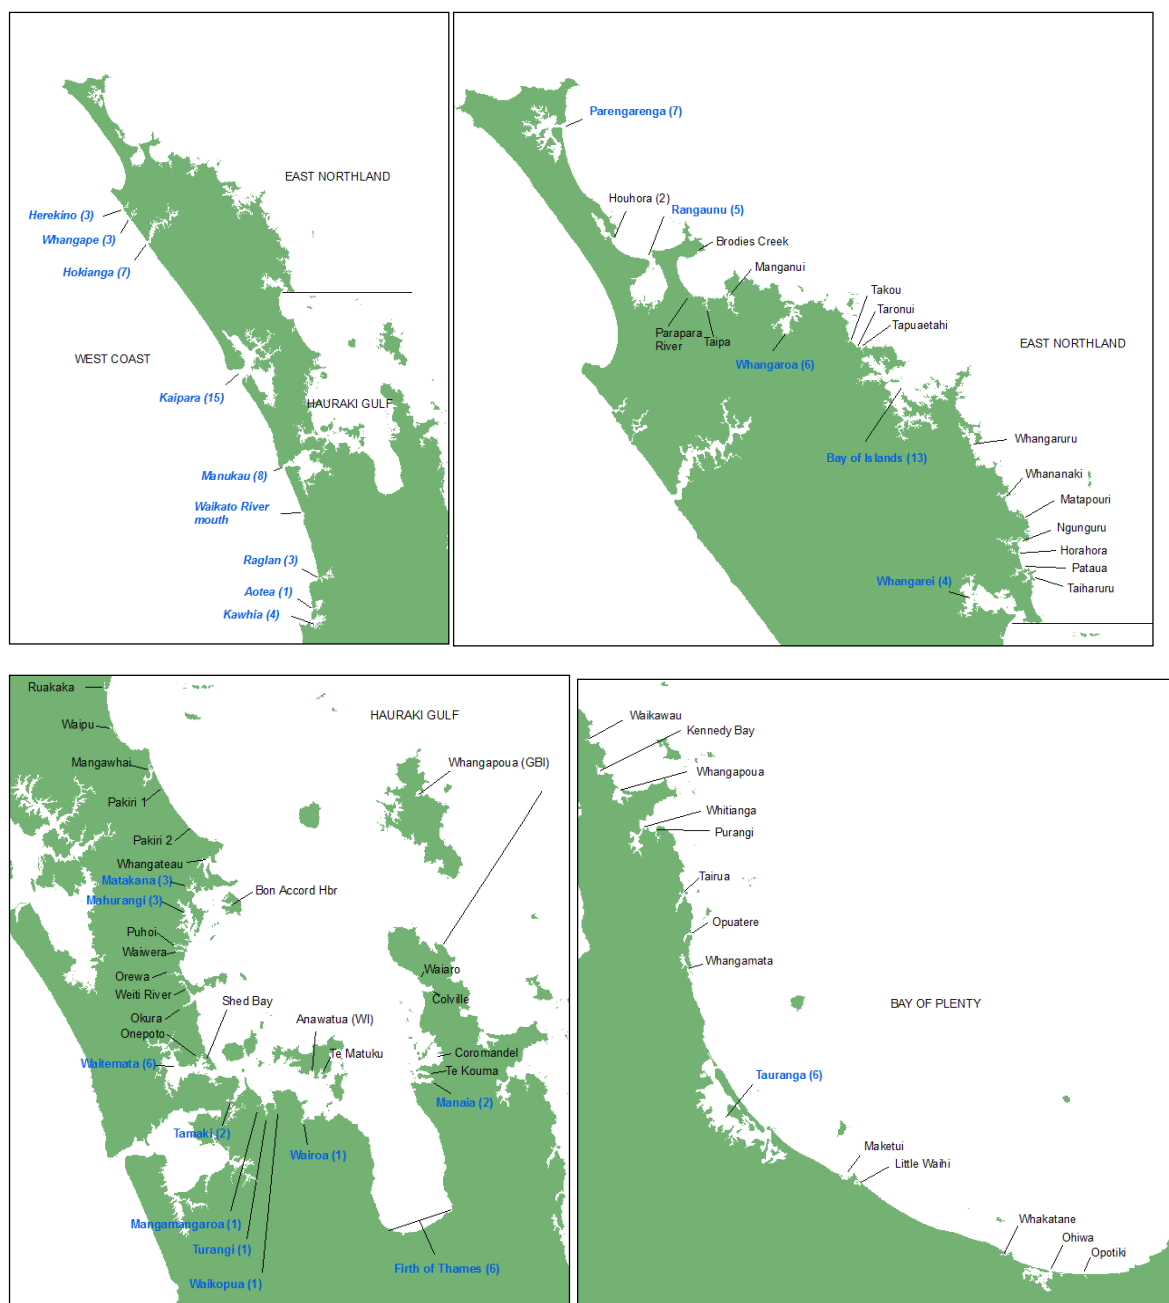 EAST NORTHLAND
Herekino (3)
Whangape (3)
Hokianga (7)
WEST COAST
Kaipara (15)
HAURAKI GULF
Manukau (8)
Waikato River
mouth
Raglan (3)
Aotea (1)
Kawhia (4)
Parengarenga (7)
Houhora (2)
Rangaunu (5)
Brodies Creek
Manganui
Takou
Taronui
Tapuaetahi
Parapara
River
Taipa
EAST NORTHLAND
Whangaroa (6)
Whangaruru
Bay of Islands (13)
Whananaki
Matapouri
Ngunguru
Horahora
Pataua
Whangarei (4)
Taiharuru
Ruakaka
HAURAKI GULF
Waipu
Mangawhai
Whangapoua (GBI)
Pakiri 1
Pakiri 2
Whangateau
Matakana (3)
Bon Accord Hbr
Mahurangi (3)
Puhoi
Waiwera
Orewa
Waiaro
Weiti River
Shed Bay
Colville
Okura
Anawatua (WI)
Onepoto
Te Matuku
Coromandel
Waitemata (6)
Te Kouma
Manaia (2)
Tamaki (2)
Wairoa (1)
Mangamangaroa (1)
Turangi (1)
Firth of Thames (6)
Waikopua (1)
Waikawau
Kennedy Bay
Whangapoua
Whitianga
Purangi
Tairua
Opuatere
Whangamata
BAY OF PLENTY
Tauranga (6)
Maketui
Little Waihi
Whakatane
Ohiwa
Opotiki